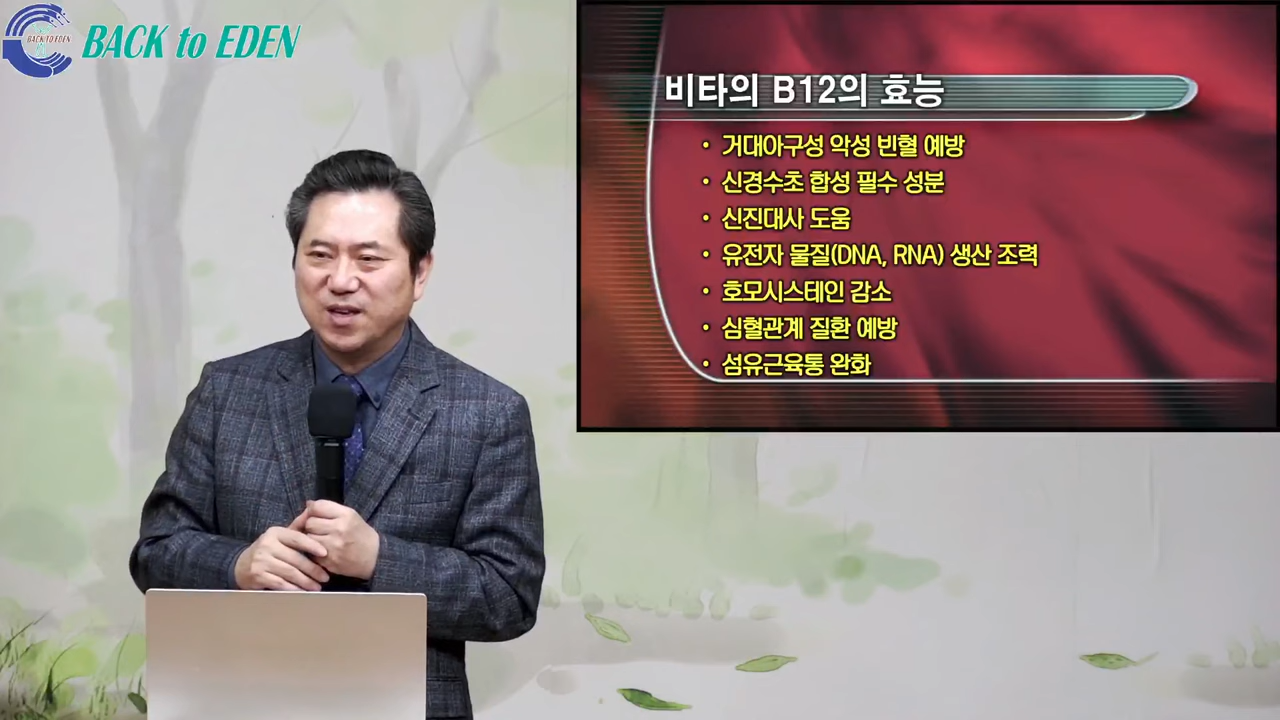 BACK TO EDEN
BACK to EDEN
비타의 B12의 효능
• 거대아구성 악성 빈혈 예방
• 신경수초 합성 필수 성분
• 신진대사 도움
• 유전자 물질(DNA, RNA) 생산 조력
• 호모시스테인 감소
• 심혈관계 질환 예방
• 섬유근육통 완화